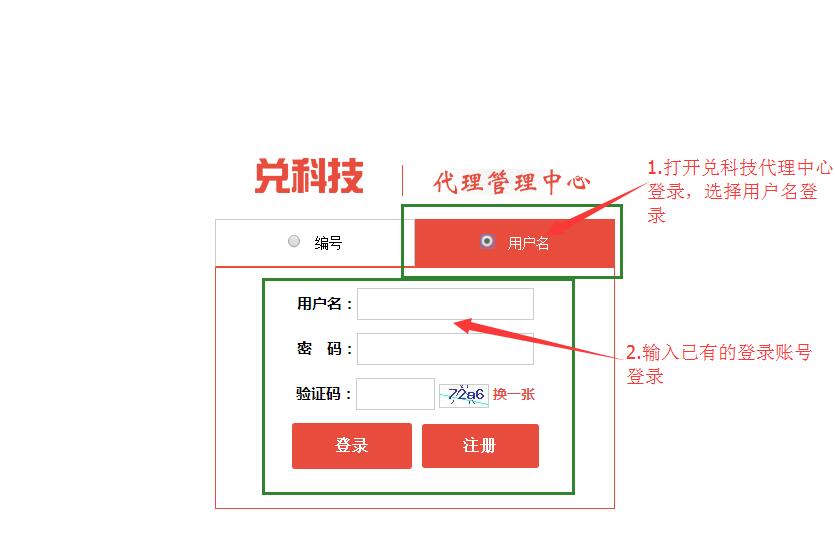 兑科技
代理管理中心
1.打开兑科技代理中心
登录，选择用户名登
录
编号
用户名
用户名：
密 码：
2.输入已有的登录账号
登录
验证码：
72a6
换一张
登录
注册